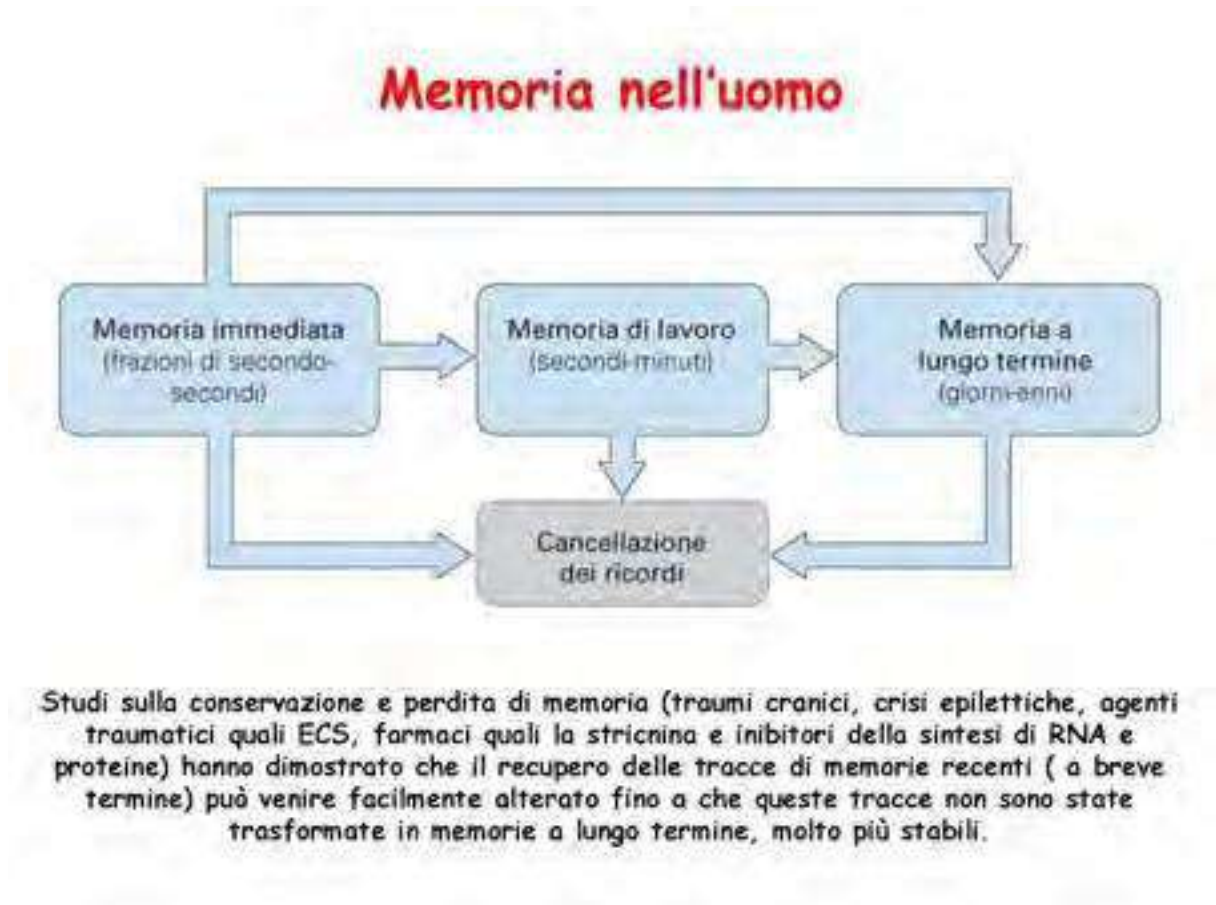 Memoria nell'uomo
Memoria immediata
(frazioni di secondo-
secondi)
Memoria di lavoro
(secondi-minuti)
Memoria a
lungo termine
(giorni-anni)
Cancellazione
dei ricordi
Studi sulla conservazione e perdita di memoria (traumi cranici, crisi epilettiche, agenti
traumatici quali ECS, farmaci quali la stricnina e inibitori della sintesi di RNA e
proteine) hanno dimostrato che il recupero delle tracce di memorie recenti ( a breve
termine) può venire facilmente alterato fino a che queste tracce non sono state
trasformate in memorie a lungo termine, molto più stabili.